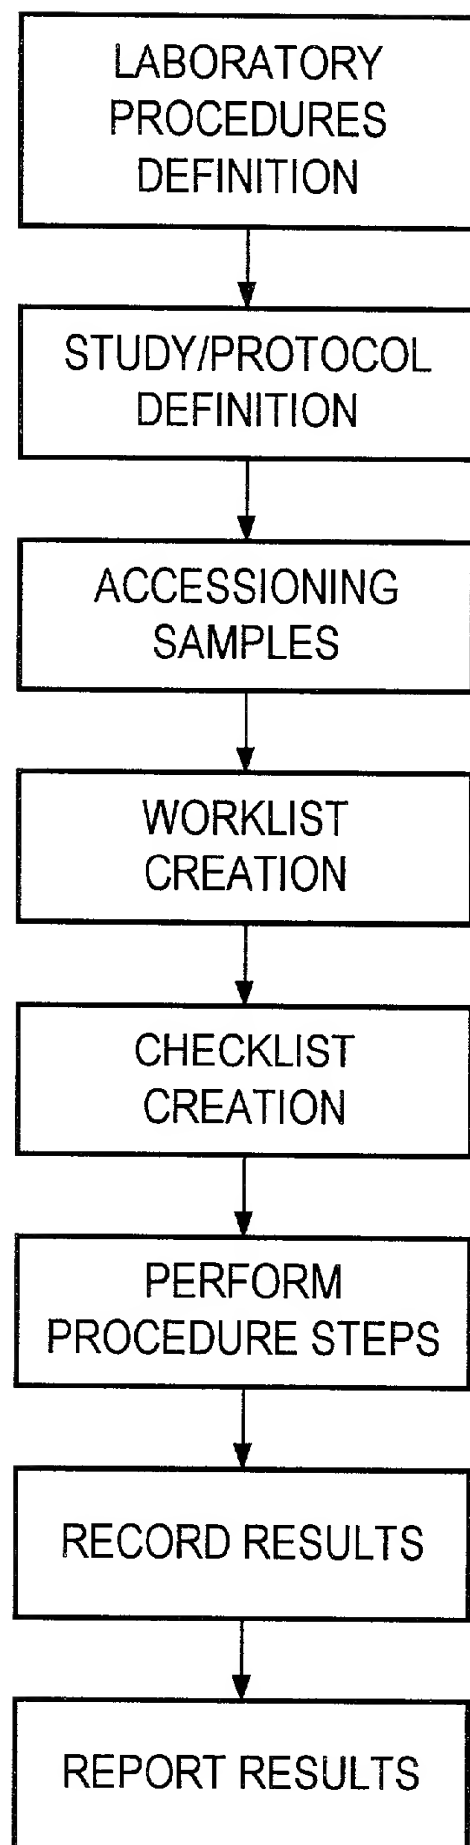 LABORATORY
PROCEDURES
DEFINITION
STUDY/PROTOCOL
DEFINITION
ACCESSIONING
SAMPLES
WORKLIST
CREATION
CHECKLIST
CREATION
PERFORM
PROCEDURE STEPS
RECORD RESULTS
REPORT RESULTS